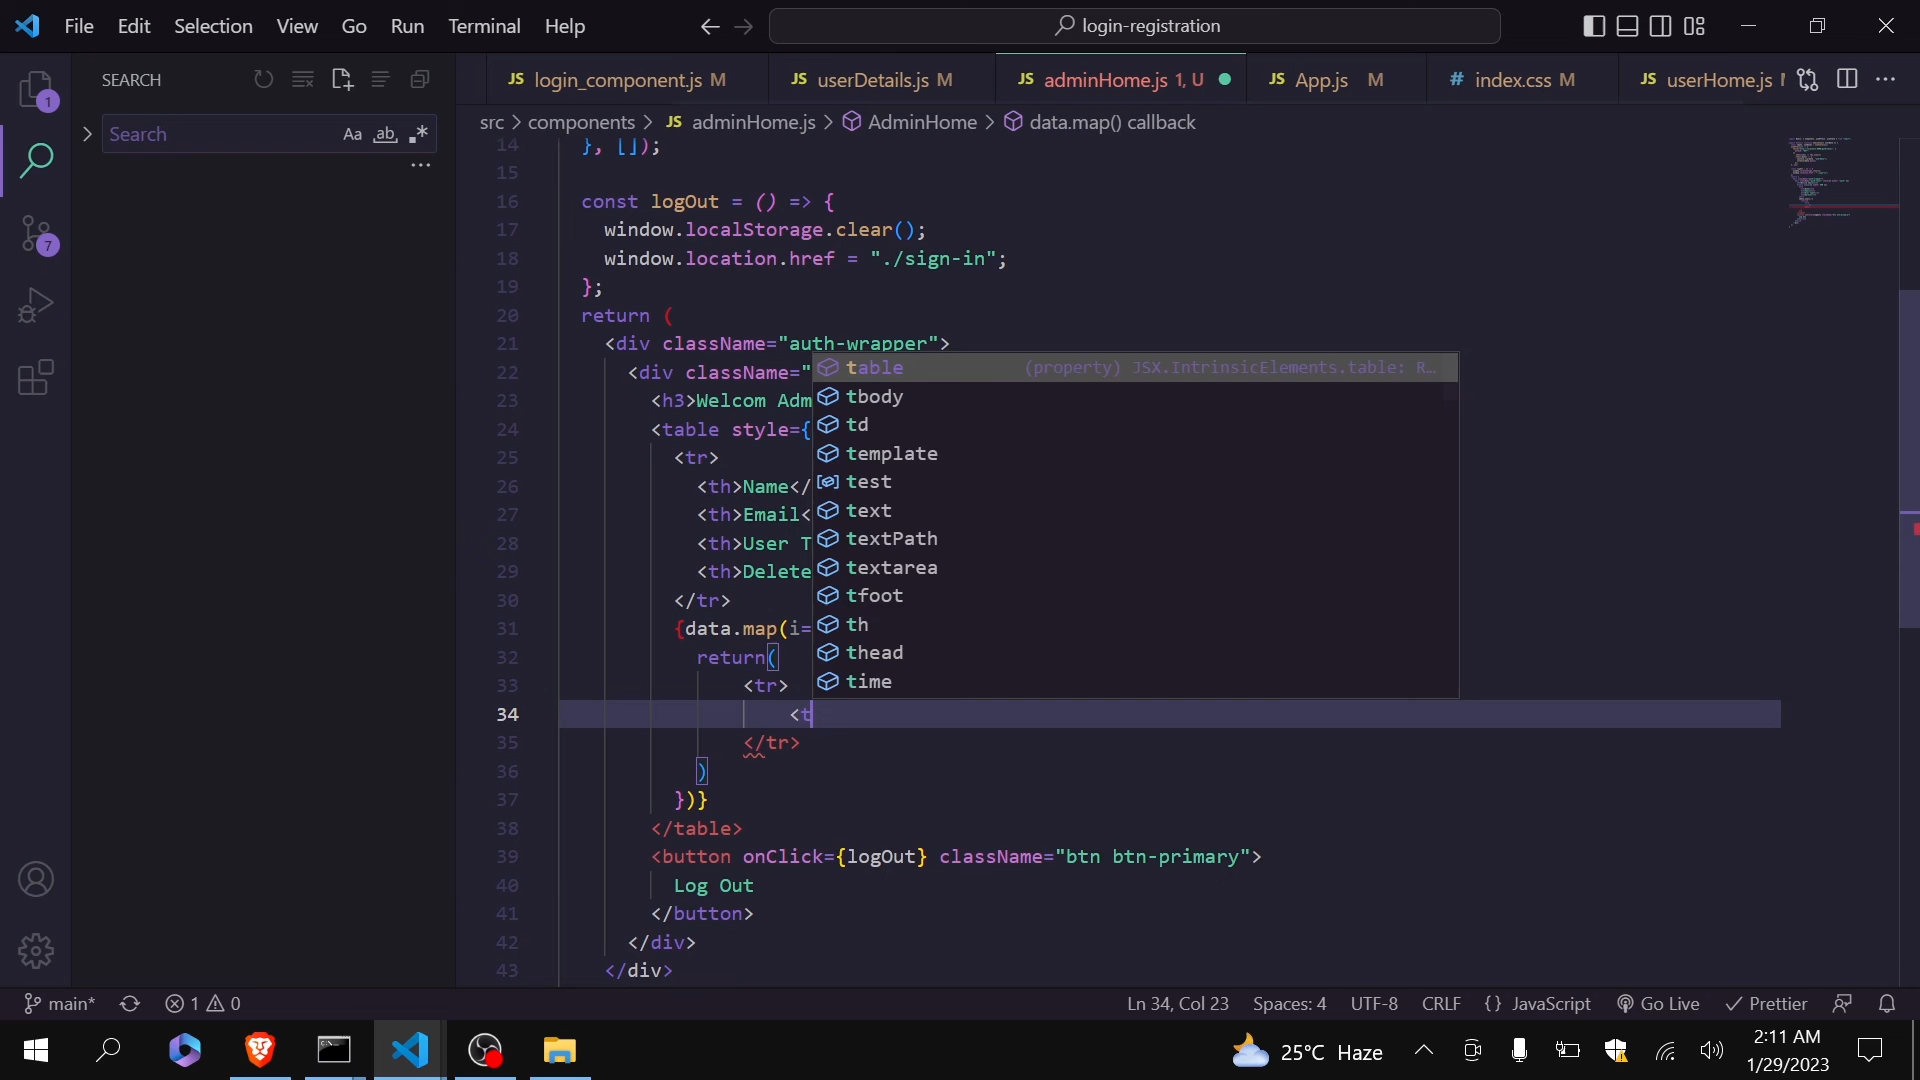 File Edit Selection View Go Run Terminal Help
login-registration
SEARCH
JS login_component.js M
JS userDetails.js M
JS adminHome.js 1, U
JS App.js M
# index.css M
JS userHome.js
1
Search
Aa ab .*
src > components > JS adminHome.js > AdminHome > data.map() callback
7
14 }, []);
15
16 const logOut = () => {
17 window.localStorage.clear();
18 window.location.href = "./sign-in";
19 };
20 return (
21 <div className="auth-wrapper">
22 <div className="
23 <h3>Welcom Adm
24 <table style={
25 <tr>
26 <th>Name</
27 <th>Email<
28 <th>User T
29 <th>Delete
30 </tr>
31 {data.map(i=
32 return(
33 <tr>
34 <t
35 </tr>
36 )
37 })}
38 </table>
39 <button onClick={logOut} className="btn btn-primary">
40 Log Out
41 </button>
42 </div>
43 </div>
table (property) JSX.IntrinsicElements.table: R...
tbody
td
template
test
text
textPath
textarea
tfoot
th
thead
time
main* 1 0 Ln 34, Col 23 Spaces: 4 UTF-8 CRLF {} JavaScript Go Live Prettier
25°C Haze
2:11 AM
1/29/2023